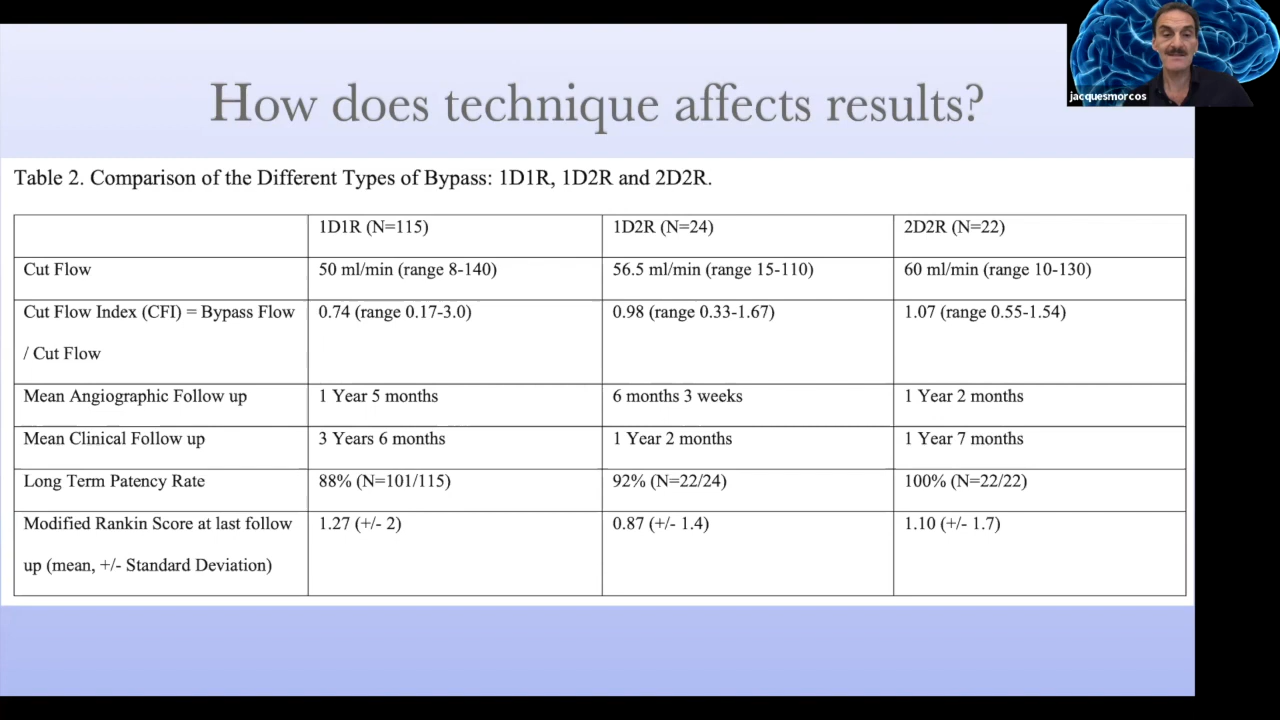 jacquesmorcos
How does technique affects results?
Table 2. Comparison of the Different Types of Bypass: 1D1R, 1D2R and 2D2R.
1D1R (N=115) 1D2R (N=24) 2D2R (N=22)
Cut Flow 50 ml/min (range 8-140) 56.5 ml/min (range 15-110) 60 ml/min (range 10-130)
Cut Flow Index (CFI) = Bypass Flow 0.74 (range 0.17-3.0) 0.98 (range 0.33-1.67) 1.07 (range 0.55-1.54)
/ Cut Flow
Mean Angiographic Follow up 1 Year 5 months 6 months 3 weeks 1 Year 2 months
Mean Clinical Follow up 3 Years 6 months 1 Year 2 months 1 Year 7 months
Long Term Patency Rate 88% (N=101/115) 92% (N=22/24) 100% (N=22/22)
Modified Rankin Score at last follow 1.27 (+/- 2) 0.87 (+/- 1.4) 1.10 (+/- 1.7)
up (mean, +/- Standard Deviation)